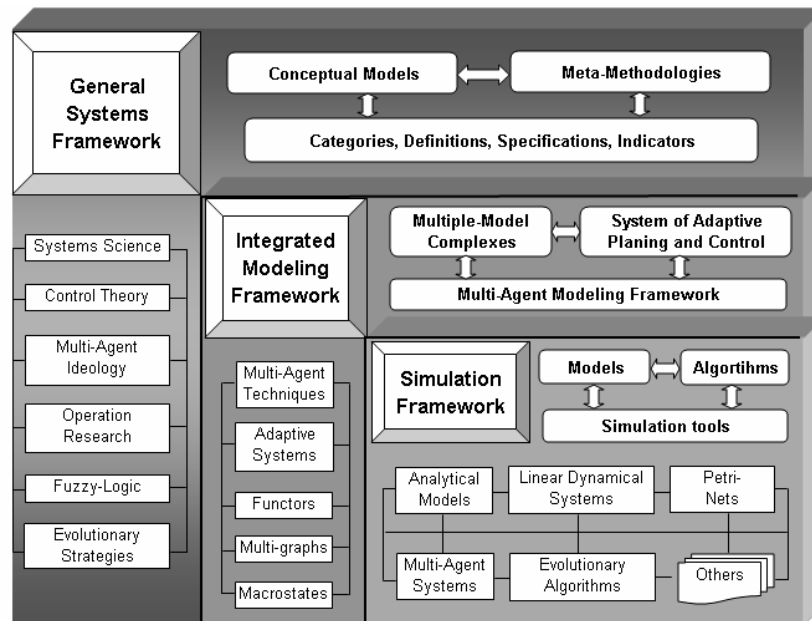 General
Systems
Framework
Conceptual Models
Meta-Methodologies
Categories, Definitions, Specifications, Indicators
Systems Science
Control Theory
Multi-Agent
Ideology
Operation
Research
Fuzzy-Logic
Evolutionary
Strategies
Integrated
Modeling
Framework
Multiple-Model
Complexes
System of Adaptive
Planing and Control
Multi-Agent Modeling Framework
Multi-Agent
Techniques
Adaptive
Systems
Functors
Multi-graphs
Macrostates
Simulation
Framework
Models
Algortihms
Simulation tools
Analytical
Models
Linear Dynamical
Systems
Petri-
Nets
Multi-Agent
Systems
Evolutionary
Algorithms
Others